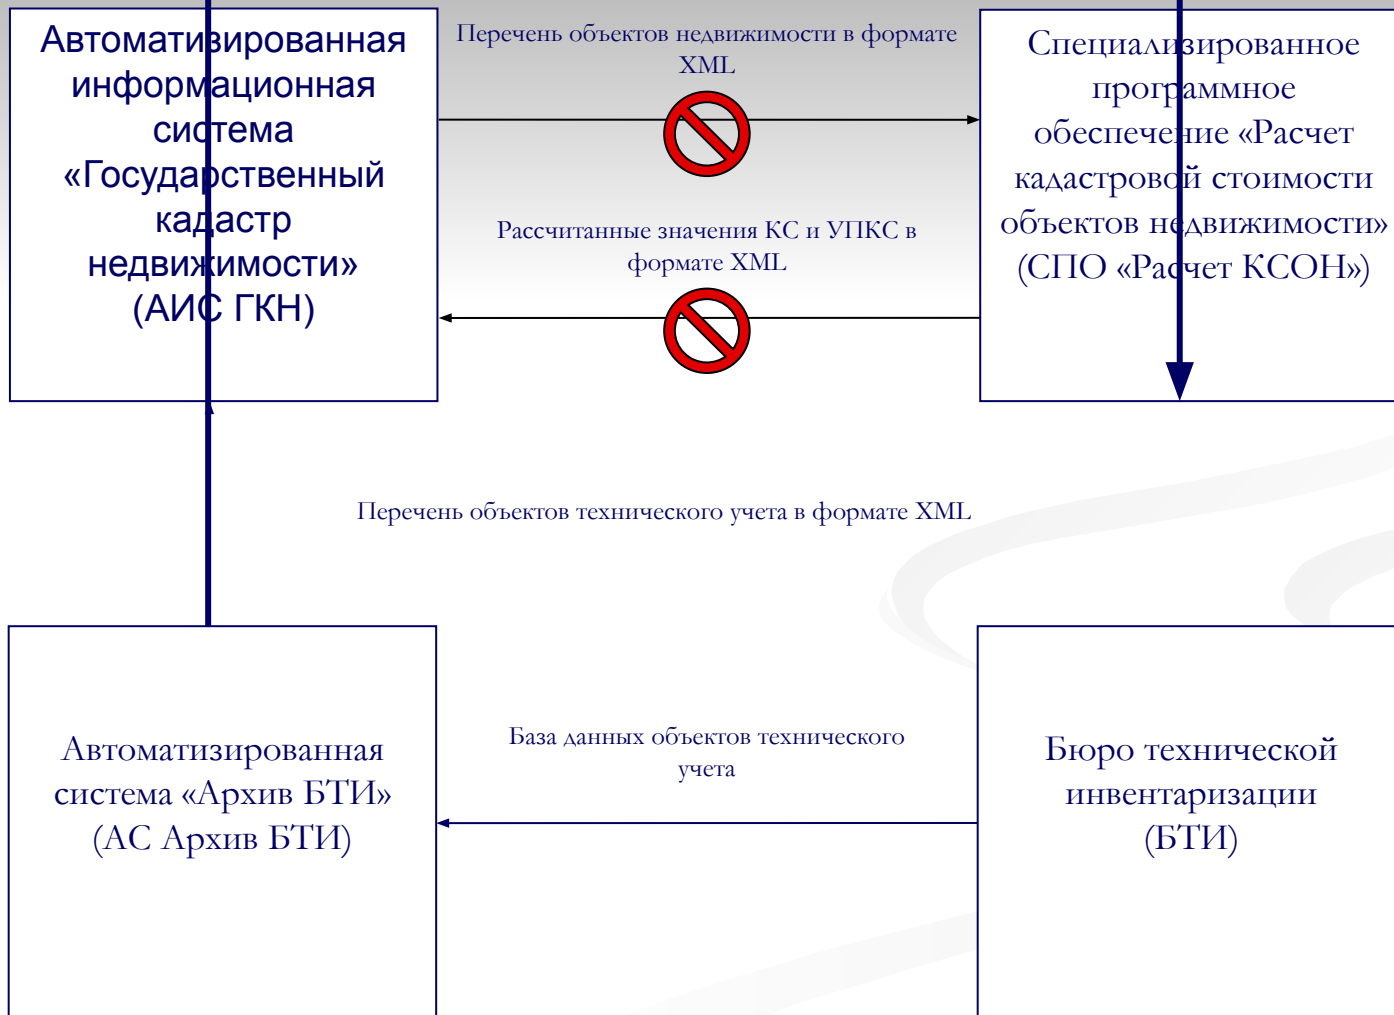 Автоматизированная
информационная
система
«Государственный
кадастр
недвижимости»
(АИС ГКН)
Перечень объектов недвижимости в формате
XML
Рассчитанные значения КС и УПКС в
формате XML
Специализированное
программное
обеспечение «Расчет
кадастровой стоимости
объектов недвижимости»
(СПО «Расчет КСОН»)
Перечень объектов технического учета в формате XML
Автоматизированная
система «Архив БТИ»
(АС Архив БТИ)
База данных объектов технического
учета
Бюро технической
инвентаризации
(БТИ)